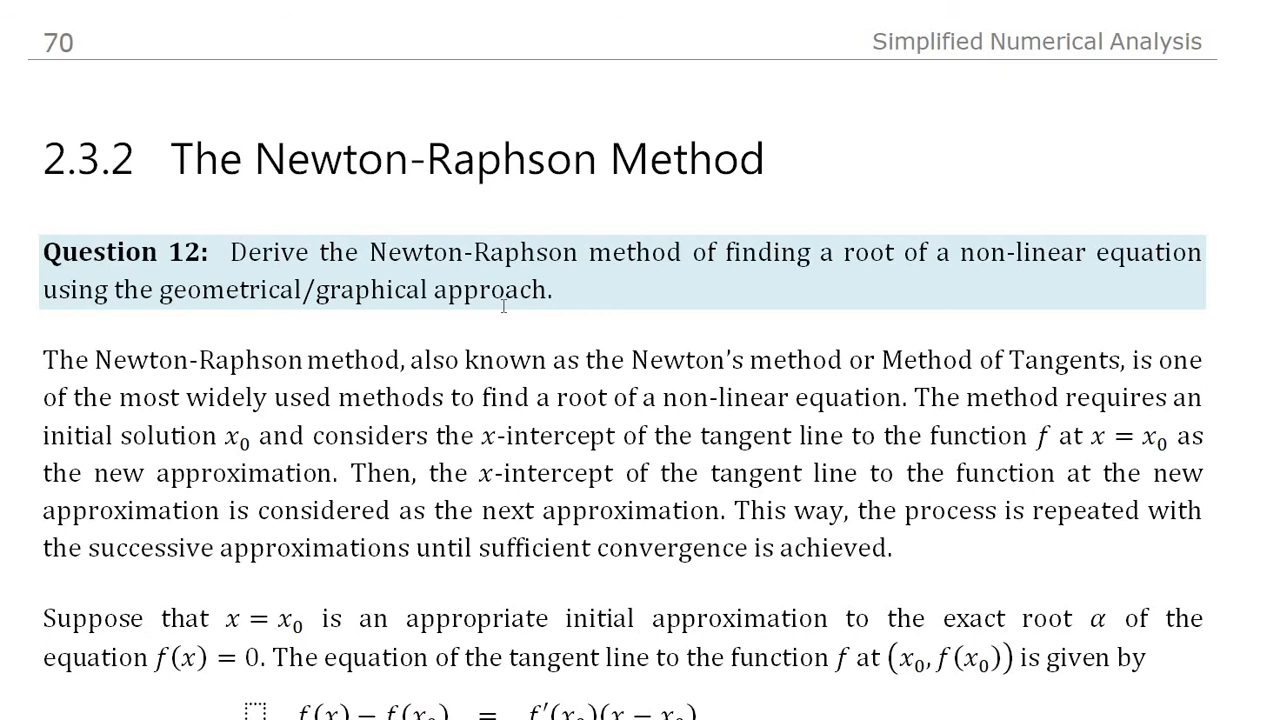 70
Simplified Numerical Analysis
2.3.2 The Newton-Raphson Method
Question 12: Derive the Newton-Raphson method of finding a root of a non-linear equation
using the geometrical/graphical approach.
The Newton-Raphson method, also known as the Newton’s method or Method of Tangents, is one
of the most widely used methods to find a root of a non-linear equation. The method requires an
initial solution x₀ and considers the x-intercept of the tangent line to the function f at x = x₀ as
the new approximation. Then, the x-intercept of the tangent line to the function at the new
approximation is considered as the next approximation. This way, the process is repeated with
the successive approximations until sufficient convergence is achieved.
Suppose that x = x₀ is an appropriate initial approximation to the exact root α of the
equation f(x) = 0. The equation of the tangent line to the function f at (x₀, f(x₀)) is given by
f(x) − f(x₀) = f′(x₀)(x − x₀)